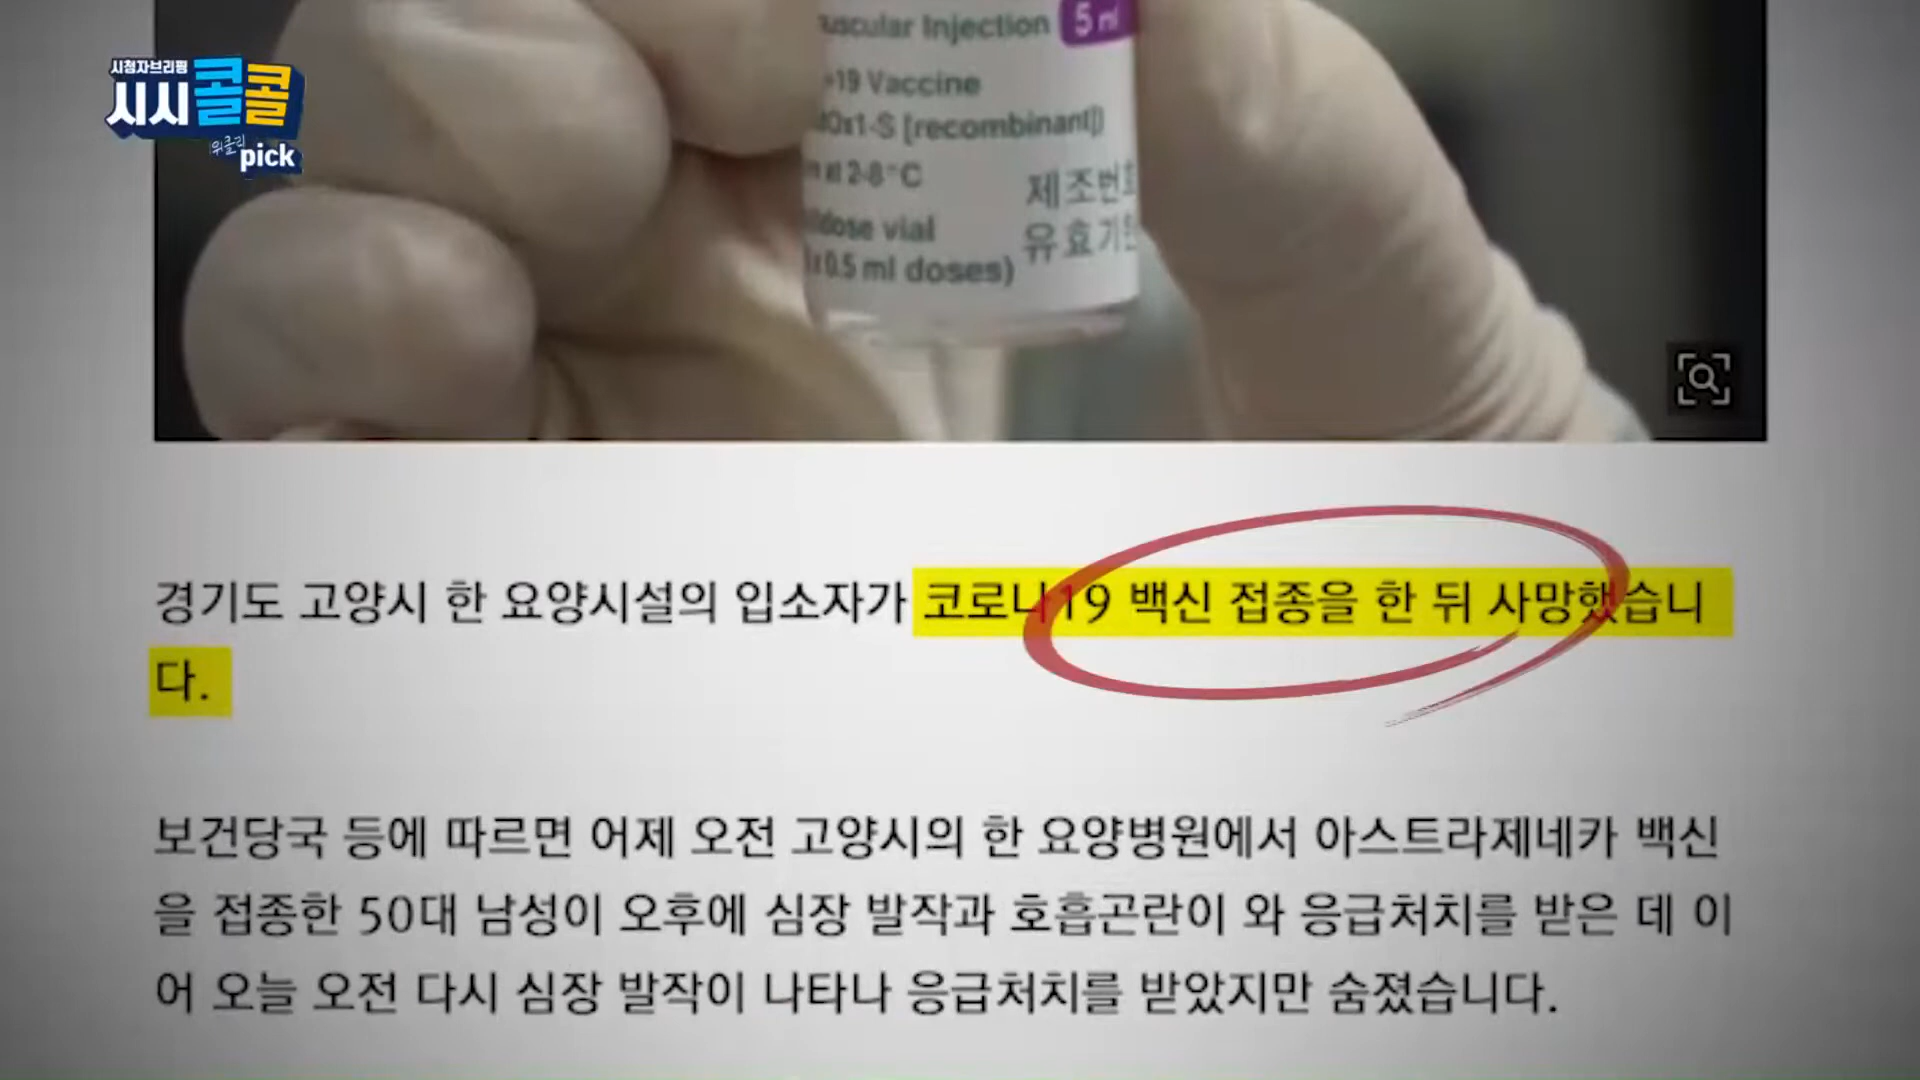 시청자브리핑
시시콜콜
위클리
pick
Injection 5 ml
Vaccine
[recombinant]
at 2-8°C
제조번호
dose vial
유효기한
x 0.5 ml doses)
경기도 고양시 한 요양시설의 입소자가 코로나19 백신 접종을 한 뒤 사망했습니
다.
보건당국 등에 따르면 어제 오전 고양시의 한 요양병원에서 아스트라제네카 백신
을 접종한 50대 남성이 오후에 심장 발작과 호흡곤란이 와 응급처치를 받은 데 이
어 오늘 오전 다시 심장 발작이 나타나 응급처치를 받았지만 숨졌습니다.